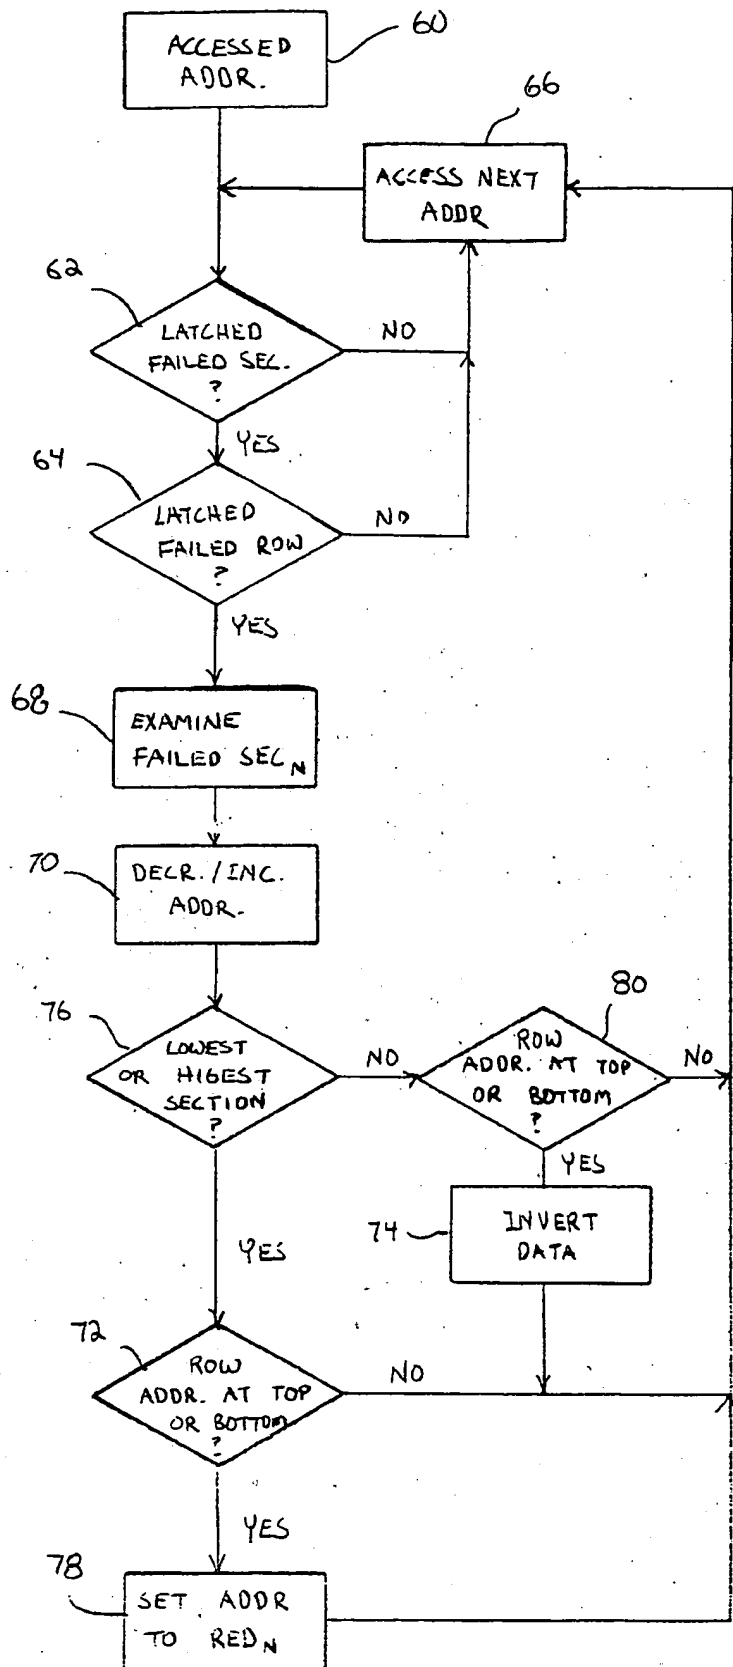 60
ACCESSED
ADDR.
66
ACCESS NEXT
ADDR
62
LATCHED
FAILED SEC.
?
NO
YES
64
LATCHED
FAILED ROW
?
NO
YES
68
EXAMINE
FAILED SEC N
70
DECR./INC.
ADDR.
76
LOWEST
OR HIGEST
SECTION
?
NO
80
ROW
ADDR. AT TOP
OR BOTTOM
?
NO
YES
74
INVERT
DATA
YES
72
ROW
ADDR. AT TOP
OR BOTTOM
?
NO
YES
78
SET ADDR
TO RED N